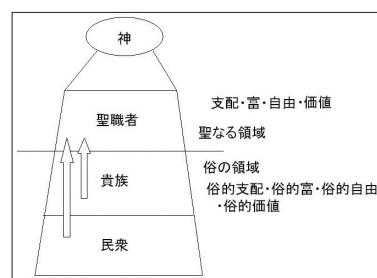 神
聖職者
支配・富・自由・価値
聖なる領域
貴族
俗の領域
俗的支配・俗的富・俗的自由
・俗的価値
民衆